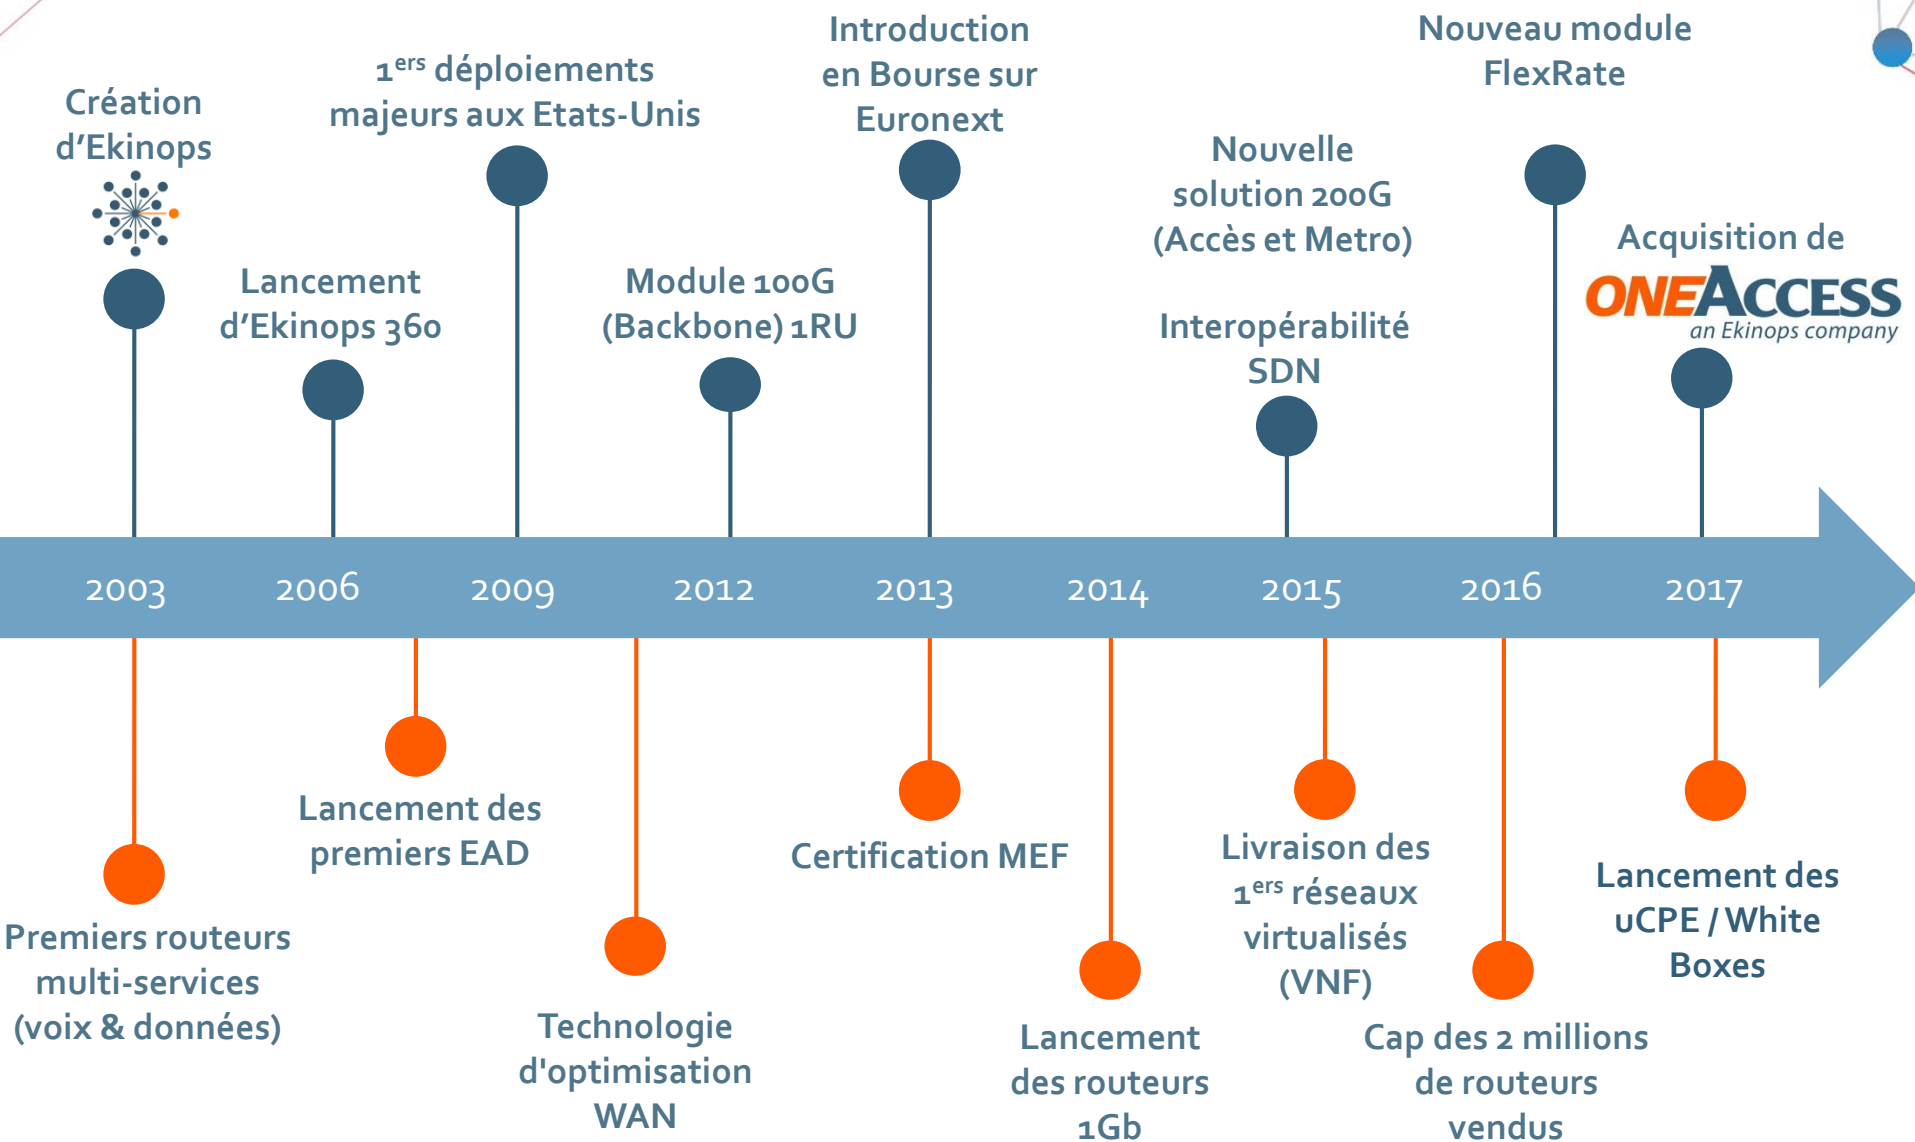 Création
d’Ekinops
Lancement
d’Ekinops 360
1ers déploiements
majeurs aux Etats-Unis
Module 100G
(Backbone) 1RU
Introduction
en Bourse sur
Euronext
Nouvelle
solution 200G
(Accès et Metro)
Interopérabilité
SDN
Nouveau module
FlexRate
Acquisition de
ONEACCESS
an Ekinops company
2003
2006
2009
2012
2013
2014
2015
2016
2017
Premiers routeurs
multi-services
(voix & données)
Lancement des
premiers EAD
Technologie
d'optimisation
WAN
Certification MEF
Lancement
des routeurs
1Gb
Livraison des
1ers réseaux
virtualisés
(VNF)
Cap des 2 millions
de routeurs
vendus
Lancement des
uCPE / White
Boxes